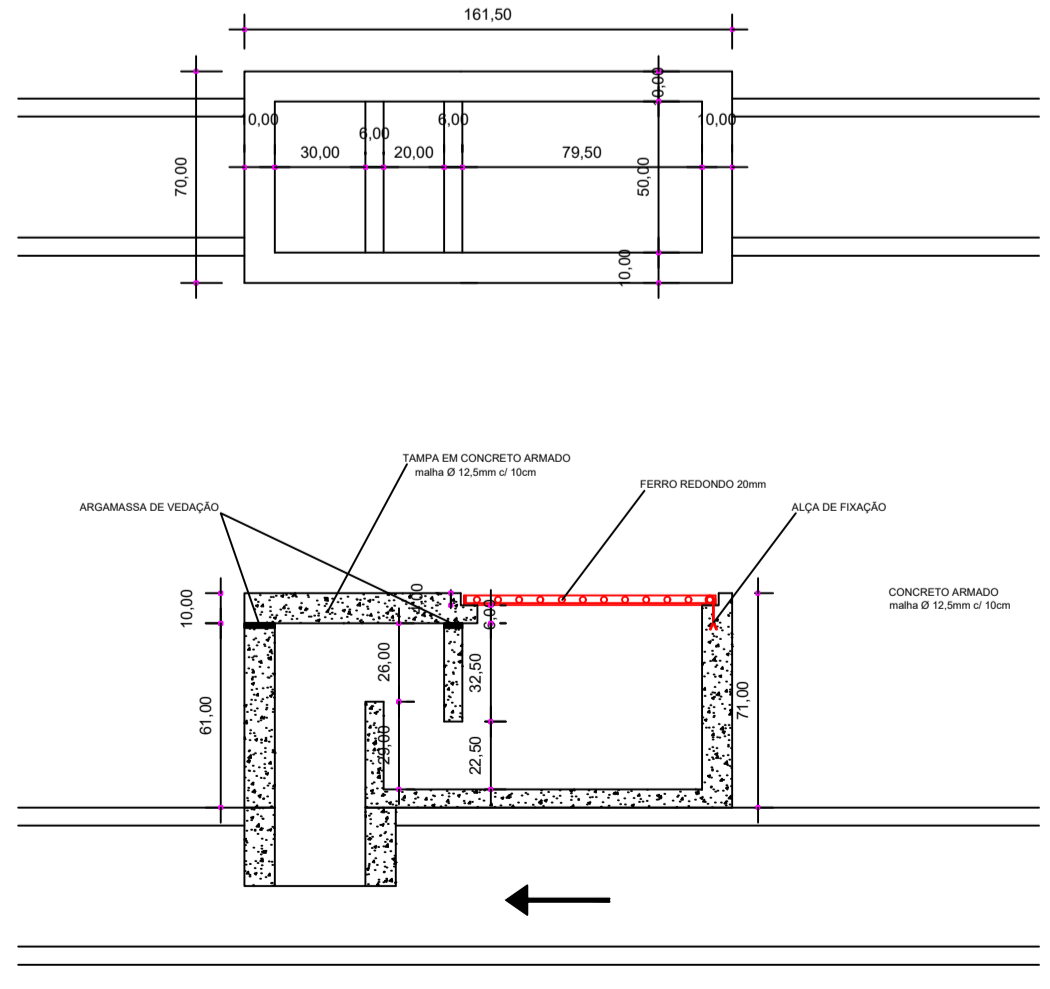 161,50
10,00
0,00
6,00
6,00
10,00
30,00
20,00
79,50
70,00
50,00
10,00
TAMPA EM CONCRETO ARMADO
malha Ø 12,5mm c/ 10cm
FERRO REDONDO 20mm
ARGAMASSA DE VEDAÇÃO
ALÇA DE FIXAÇÃO
CONCRETO ARMADO
malha Ø 12,5mm c/ 10cm
10,00
6,00
26,00
32,50
61,00
71,00
29,00
22,50